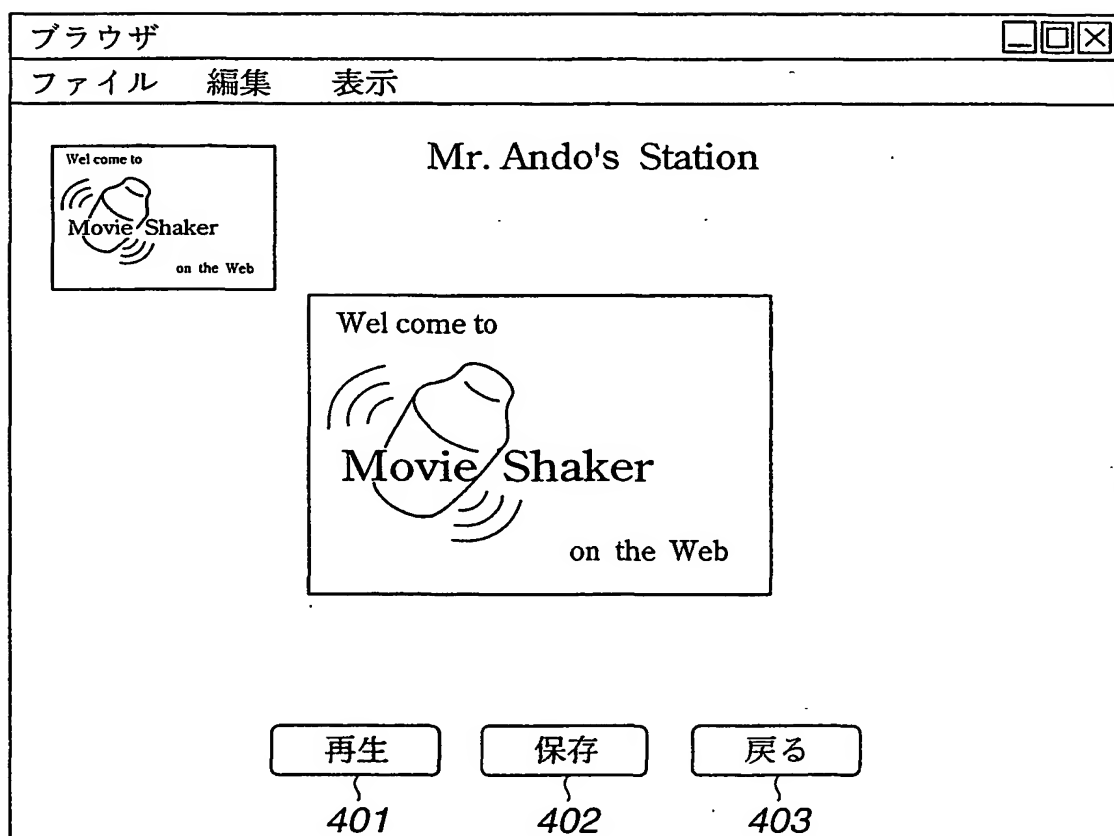 ブラウザ
ファイル 編集 表示
Mr. Ando's Station
Wel come to
Movie Shaker
on the Web
Wel come to
Movie Shaker
on the Web
再生 保存 戻る
401 402 403